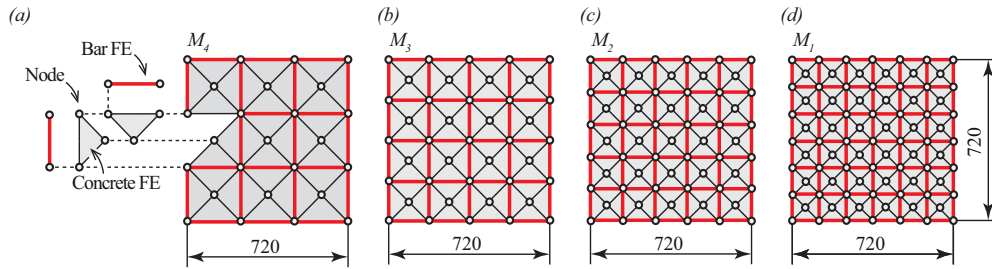 (a)
Bar FE
Node
Concrete FE
M4
720
(b)
M3
720
(c)
M2
720
(d)
M1
720
720